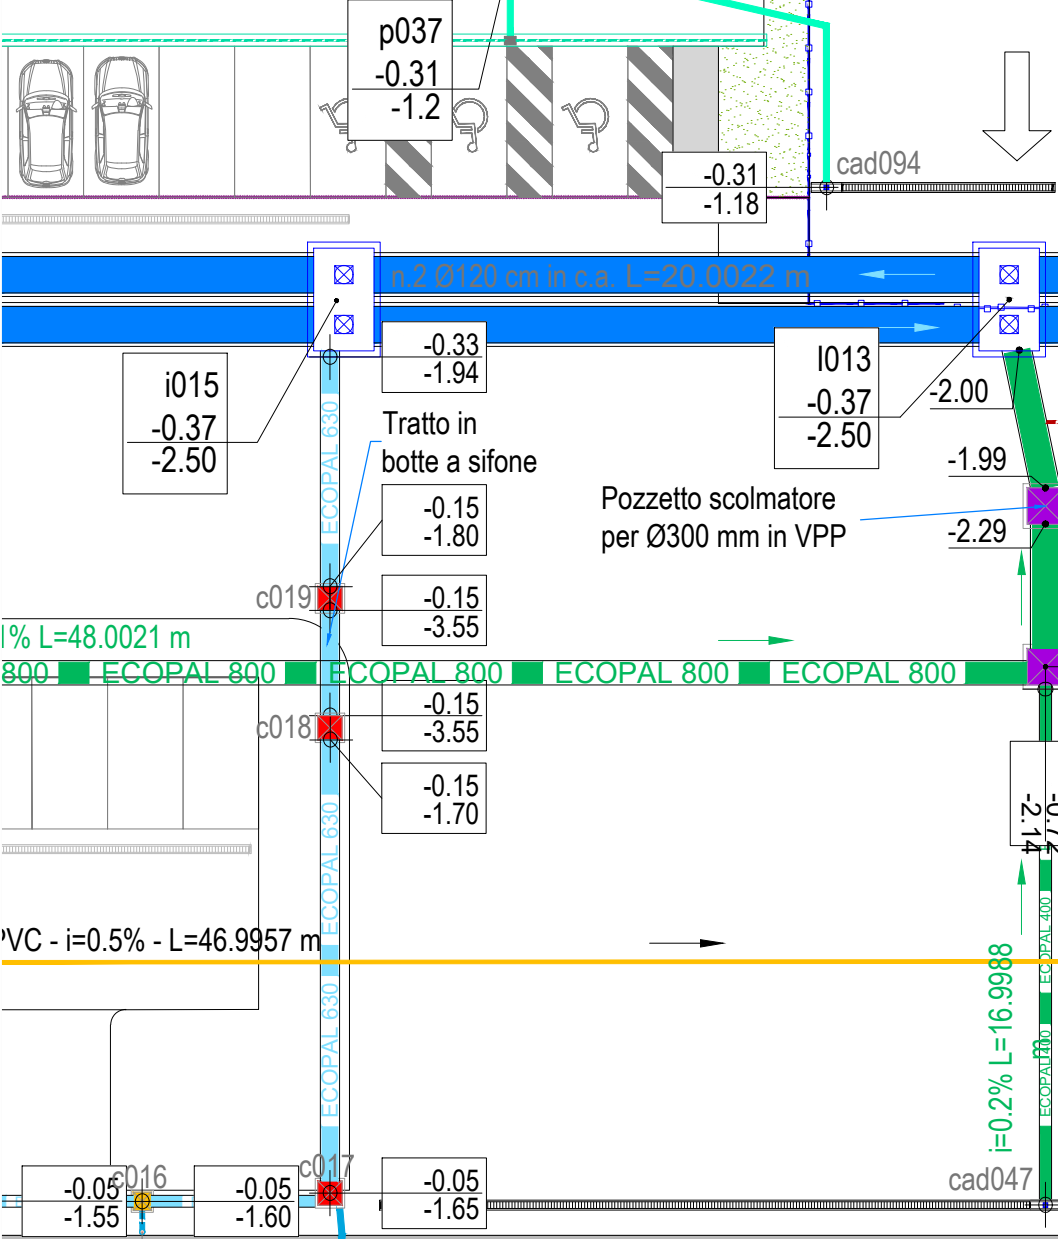 p037
-0.31
-1.2
cad094
-0.31
-1.18
n.2 Ø120 cm in c.a. L=20.0022 m
i015
-0.37
-2.50
-0.33
-1.94
I013
-0.37
-2.50
-2.00
ECOPAL 630
Tratto in
botte a sifone
-1.99
Pozzetto scolmatore
per Ø300 mm in VPP
-2.29
-0.15
-1.80
c019
-0.15
-3.55
1% L=48.0021 m
800
ECOPAL 800
ECOPAL 800
ECOPAL 800
ECOPAL 800
c018
-0.15
-3.55
-0.15
-1.70
-2.14
ECOPAL 630
PVC - i=0.5% - L=46.9957 m
ECOPAL 400
i=0.2% L=16.9988
m
ECOPAL 630
ECOPAL 400
c016
c017
-0.05
-1.55
-0.05
-1.60
-0.05
-1.65
cad047